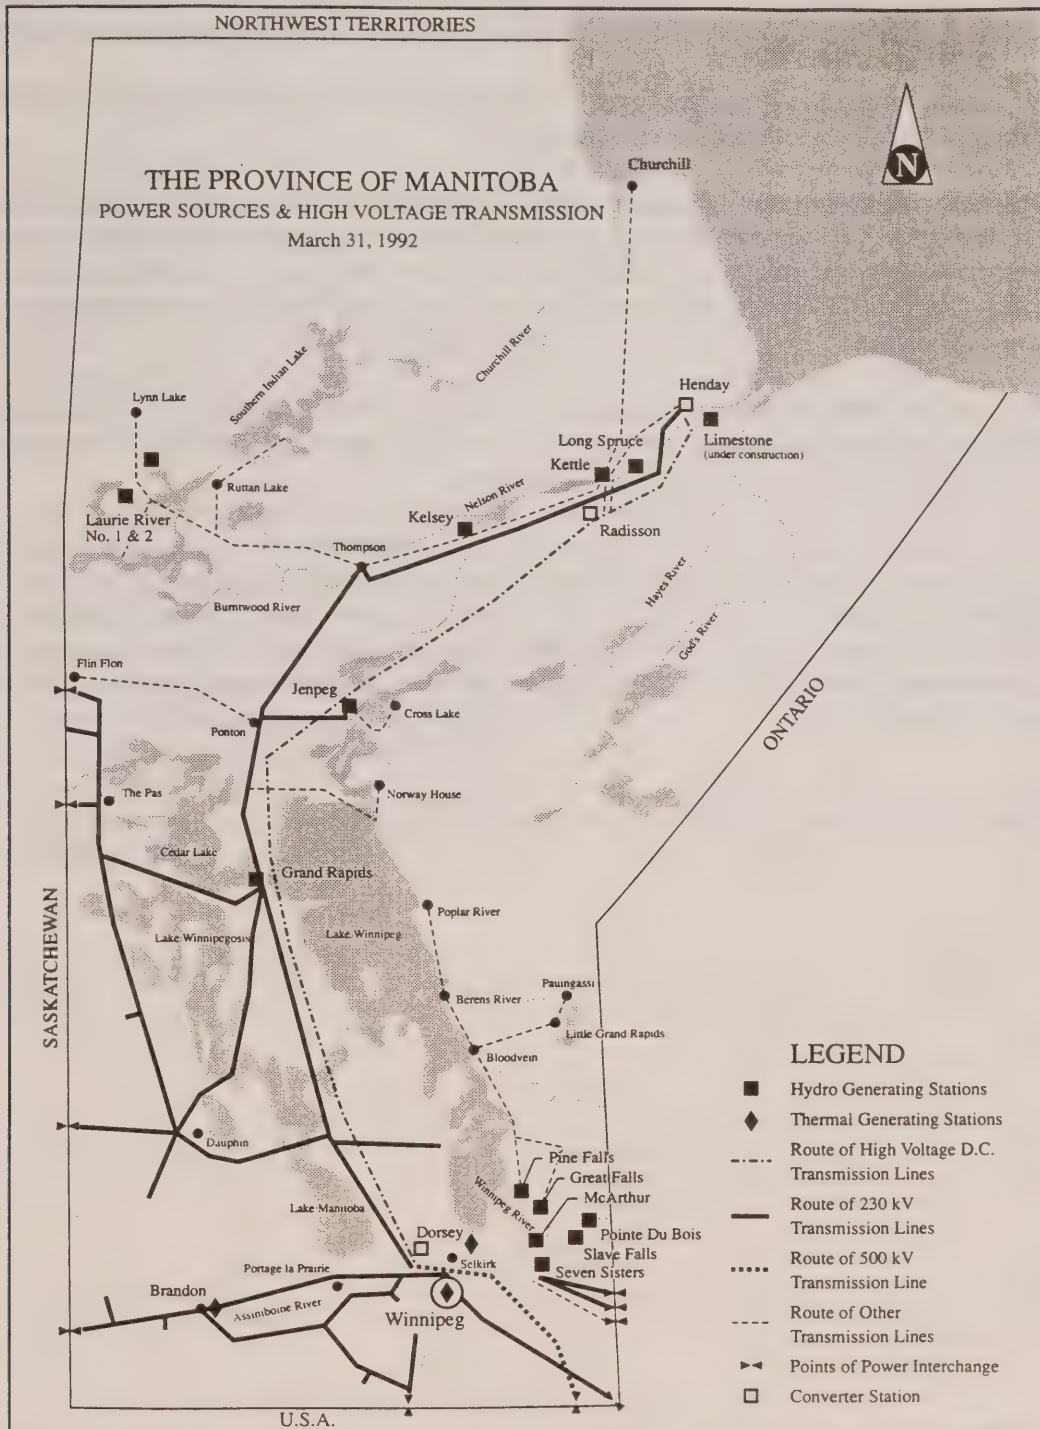 NORTHWEST TERRITORIES
THE PROVINCE OF MANITOBA
POWER SOURCES & HIGH VOLTAGE TRANSMISSION
March 31, 1992
N
Churchill
Churchill River
Southern Indian Lake
Lynn Lake
Henday
Long Spruce
Limestone
(under construction)
Kettle
Ruttan Lake
Nelson River
Laurie River
No. 1 & 2
Kelsey
Radisson
Thompson
Hayes River
Burntwood River
God's River
Flin Flon
Jenpeg
Cross Lake
Ponton
ONTARIO
The Pas
Norway House
Cedar Lake
Grand Rapids
Poplar River
Lake Winnipegosis
Lake Winnipeg
SASKATCHEWAN
Pauingassi
Berens River
Little Grand Rapids
Bloodvein
Dauphin
Pine Falls
Great Falls
McArthur
Winnipeg River
Lake Manitoba
Pointe Du Bois
Dorsey
Slave Falls
Selkirk
Seven Sisters
Portage la Prairie
Brandon
Assiniboine River
Winnipeg
U.S.A.
LEGEND
Hydro Generating Stations
Thermal Generating Stations
Route of High Voltage D.C.
Transmission Lines
Route of 230 kV
Transmission Lines
Route of 500 kV
Transmission Line
Route of Other
Transmission Lines
Points of Power Interchange
Converter Station